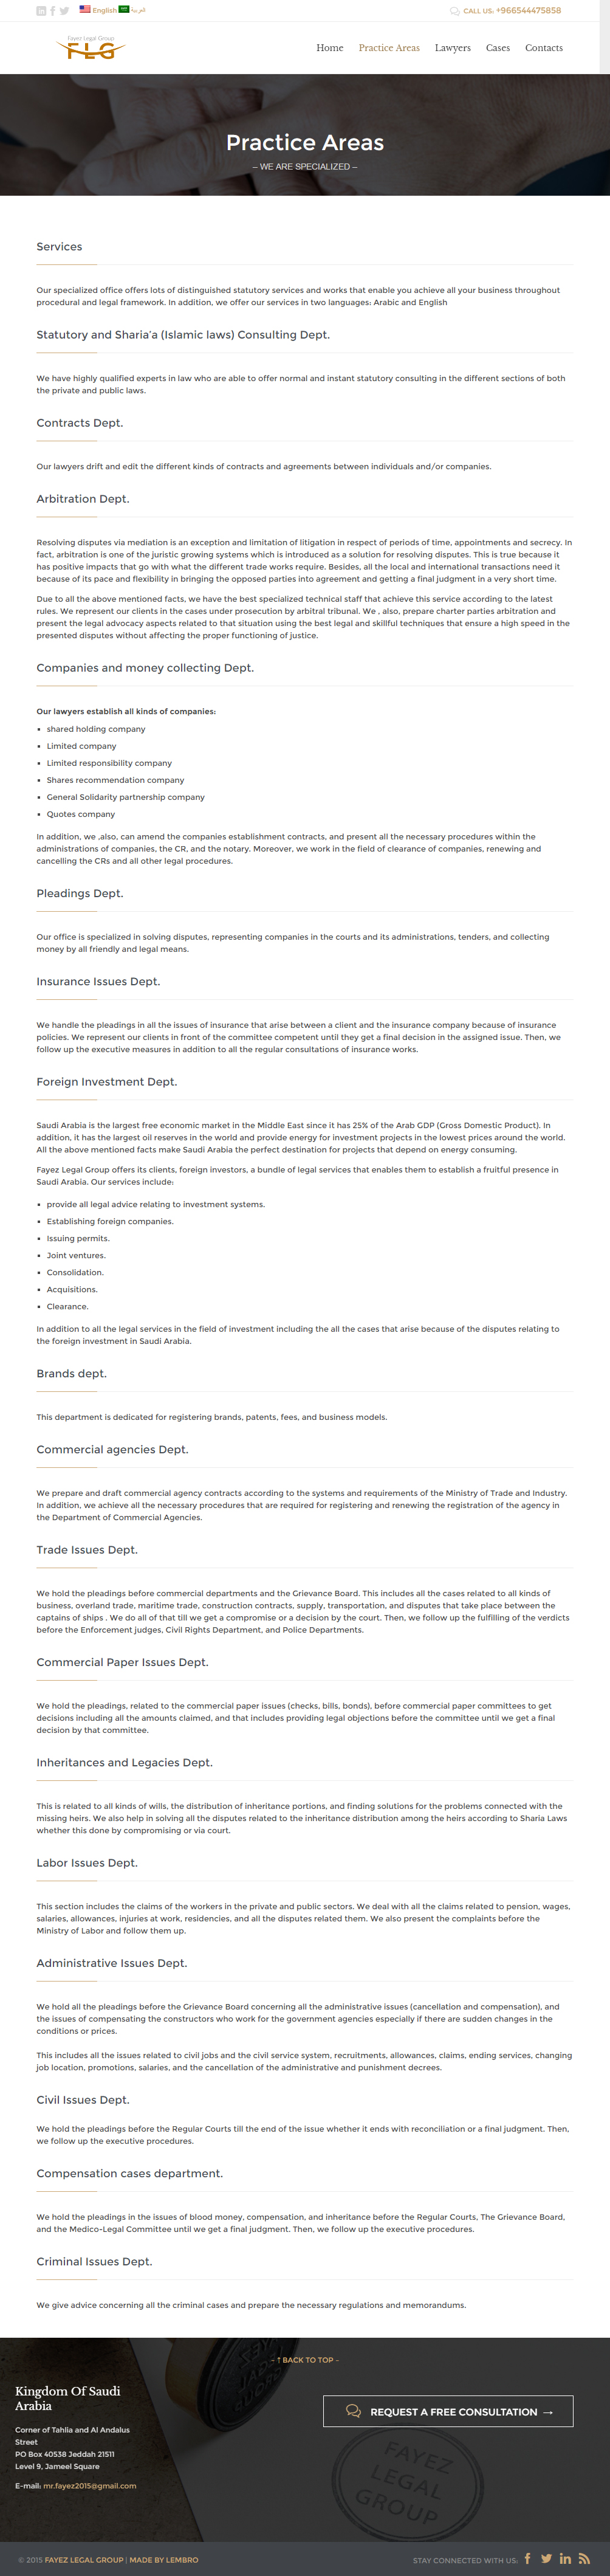 English العربية
CALL US: +966544475858
Fayez Legal Group
FLG
Home Practice Areas Lawyers Cases Contacts
Practice Areas
– WE ARE SPECIALIZED –
Services
Our specialized office offers lots of distinguished statutory services and works that enable you achieve all your business throughout
procedural and legal framework. In addition, we offer our services in two languages: Arabic and English
Statutory and Sharia'a (Islamic laws) Consulting Dept.
We have highly qualified experts in law who are able to offer normal and instant statutory consulting in the different sections of both
the private and public laws.
Contracts Dept.
Our lawyers drift and edit the different kinds of contracts and agreements between individuals and/or companies.
Arbitration Dept.
Resolving disputes via mediation is an exception and limitation of litigation in respect of periods of time, appointments and secrecy. In
fact, arbitration is one of the juristic growing systems which is introduced as a solution for resolving disputes. This is true because it
has positive impacts that go with what the different trade works require. Besides, all the local and international transactions need it
because of its pace and flexibility in bringing the opposed parties into agreement and getting a final judgment in a very short time.
Due to all the above mentioned facts, we have the best specialized technical staff that achieve this service according to the latest
rules. We represent our clients in the cases under prosecution by arbitral tribunal. We , also, prepare charter parties arbitration and
present the legal advocacy aspects related to that situation using the best legal and skillful techniques that ensure a high speed in the
presented disputes without affecting the proper functioning of justice.
Companies and money collecting Dept.
Our lawyers establish all kinds of companies:
• shared holding company
• Limited company
• Limited responsibility company
• Shares recommendation company
• General Solidarity partnership company
• Quotes company
In addition, we ,also, can amend the companies establishment contracts, and present all the necessary procedures within the
administrations of companies, the CR, and the notary. Moreover, we work in the field of clearance of companies, renewing and
cancelling the CRs and all other legal procedures.
Pleadings Dept.
Our office is specialized in solving disputes, representing companies in the courts and its administrations, tenders, and collecting
money by all friendly and legal means.
Insurance Issues Dept.
We handle the pleadings in all the issues of insurance that arise between a client and the insurance company because of insurance
policies. We represent our clients in front of the committee competent until they get a final decision in the assigned issue. Then, we
follow up the executive measures in addition to all the regular consultations of insurance works.
Foreign Investment Dept.
Saudi Arabia is the largest free economic market in the Middle East since it has 25% of the Arab GDP (Gross Domestic Product). In
addition, it has the largest oil reserves in the world and provide energy for investment projects in the lowest prices around the world.
All the above mentioned facts make Saudi Arabia the perfect destination for projects that depend on energy consuming.
Fayez Legal Group offers its clients, foreign investors, a bundle of legal services that enables them to establish a fruitful presence in
Saudi Arabia. Our services include:
• provide all legal advice relating to investment systems.
• Establishing foreign companies.
• Issuing permits.
• Joint ventures.
• Consolidation.
• Acquisitions.
• Clearance.
In addition to all the legal services in the field of investment including the all the cases that arise because of the disputes relating to
the foreign investment in Saudi Arabia.
Brands dept.
This department is dedicated for registering brands, patents, fees, and business models.
Commercial agencies Dept.
We prepare and draft commercial agency contracts according to the systems and requirements of the Ministry of Trade and Industry.
In addition, we achieve all the necessary procedures that are required for registering and renewing the registration of the agency in
the Department of Commercial Agencies.
Trade Issues Dept.
We hold the pleadings before commercial departments and the Grievance Board. This includes all the cases related to all kinds of
business, overland trade, maritime trade, construction contracts, supply, transportation, and disputes that take place between the
captains of ships . We do all of that till we get a compromise or a decision by the court. Then, we follow up the fulfilling of the verdicts
before the Enforcement judges, Civil Rights Department, and Police Departments.
Commercial Paper Issues Dept.
We hold the pleadings, related to the commercial paper issues (checks, bills, bonds), before commercial paper committees to get
decisions including all the amounts claimed, and that includes providing legal objections before the committee until we get a final
decision by that committee.
Inheritances and Legacies Dept.
This is related to all kinds of wills, the distribution of inheritance portions, and finding solutions for the problems connected with the
missing heirs. We also help in solving all the disputes related to the inheritance distribution among the heirs according to Sharia Laws
whether this done by compromising or via court.
Labor Issues Dept.
This section includes the claims of the workers in the private and public sectors. We deal with all the claims related to pension, wages,
salaries, allowances, injuries at work, residencies, and all the disputes related them. We also present the complaints before the
Ministry of Labor and follow them up.
Administrative Issues Dept.
We hold all the pleadings before the Grievance Board concerning all the administrative issues (cancellation and compensation), and
the issues of compensating the constructors who work for the government agencies especially if there are sudden changes in the
conditions or prices.
This includes all the issues related to civil jobs and the civil service system, recruitments, allowances, claims, ending services, changing
job location, promotions, salaries, and the cancellation of the administrative and punishment decrees.
Civil Issues Dept.
We hold the pleadings before the Regular Courts till the end of the issue whether it ends with reconciliation or a final judgment. Then,
we follow up the executive procedures.
Compensation cases department.
We hold the pleadings in the issues of blood money, compensation, and inheritance before the Regular Courts, The Grievance Board,
and the Medico-Legal Committee until we get a final judgment. Then, we follow up the executive procedures.
Criminal Issues Dept.
We give advice concerning all the criminal cases and prepare the necessary regulations and memorandums.
– ↑ BACK TO TOP –
Kingdom Of Saudi
Arabia
REQUEST A FREE CONSULTATION →
Corner of Tahlia and Al Andalus
Street
PO Box 40538 Jeddah 21511
Level 9, Jameel Square
E-mail: mr.fayez2015@gmail.com
FAYEZ
LEGAL
GROUP
© 2015 FAYEZ LEGAL GROUP | MADE BY LEMBRO
STAY CONNECTED WITH US: